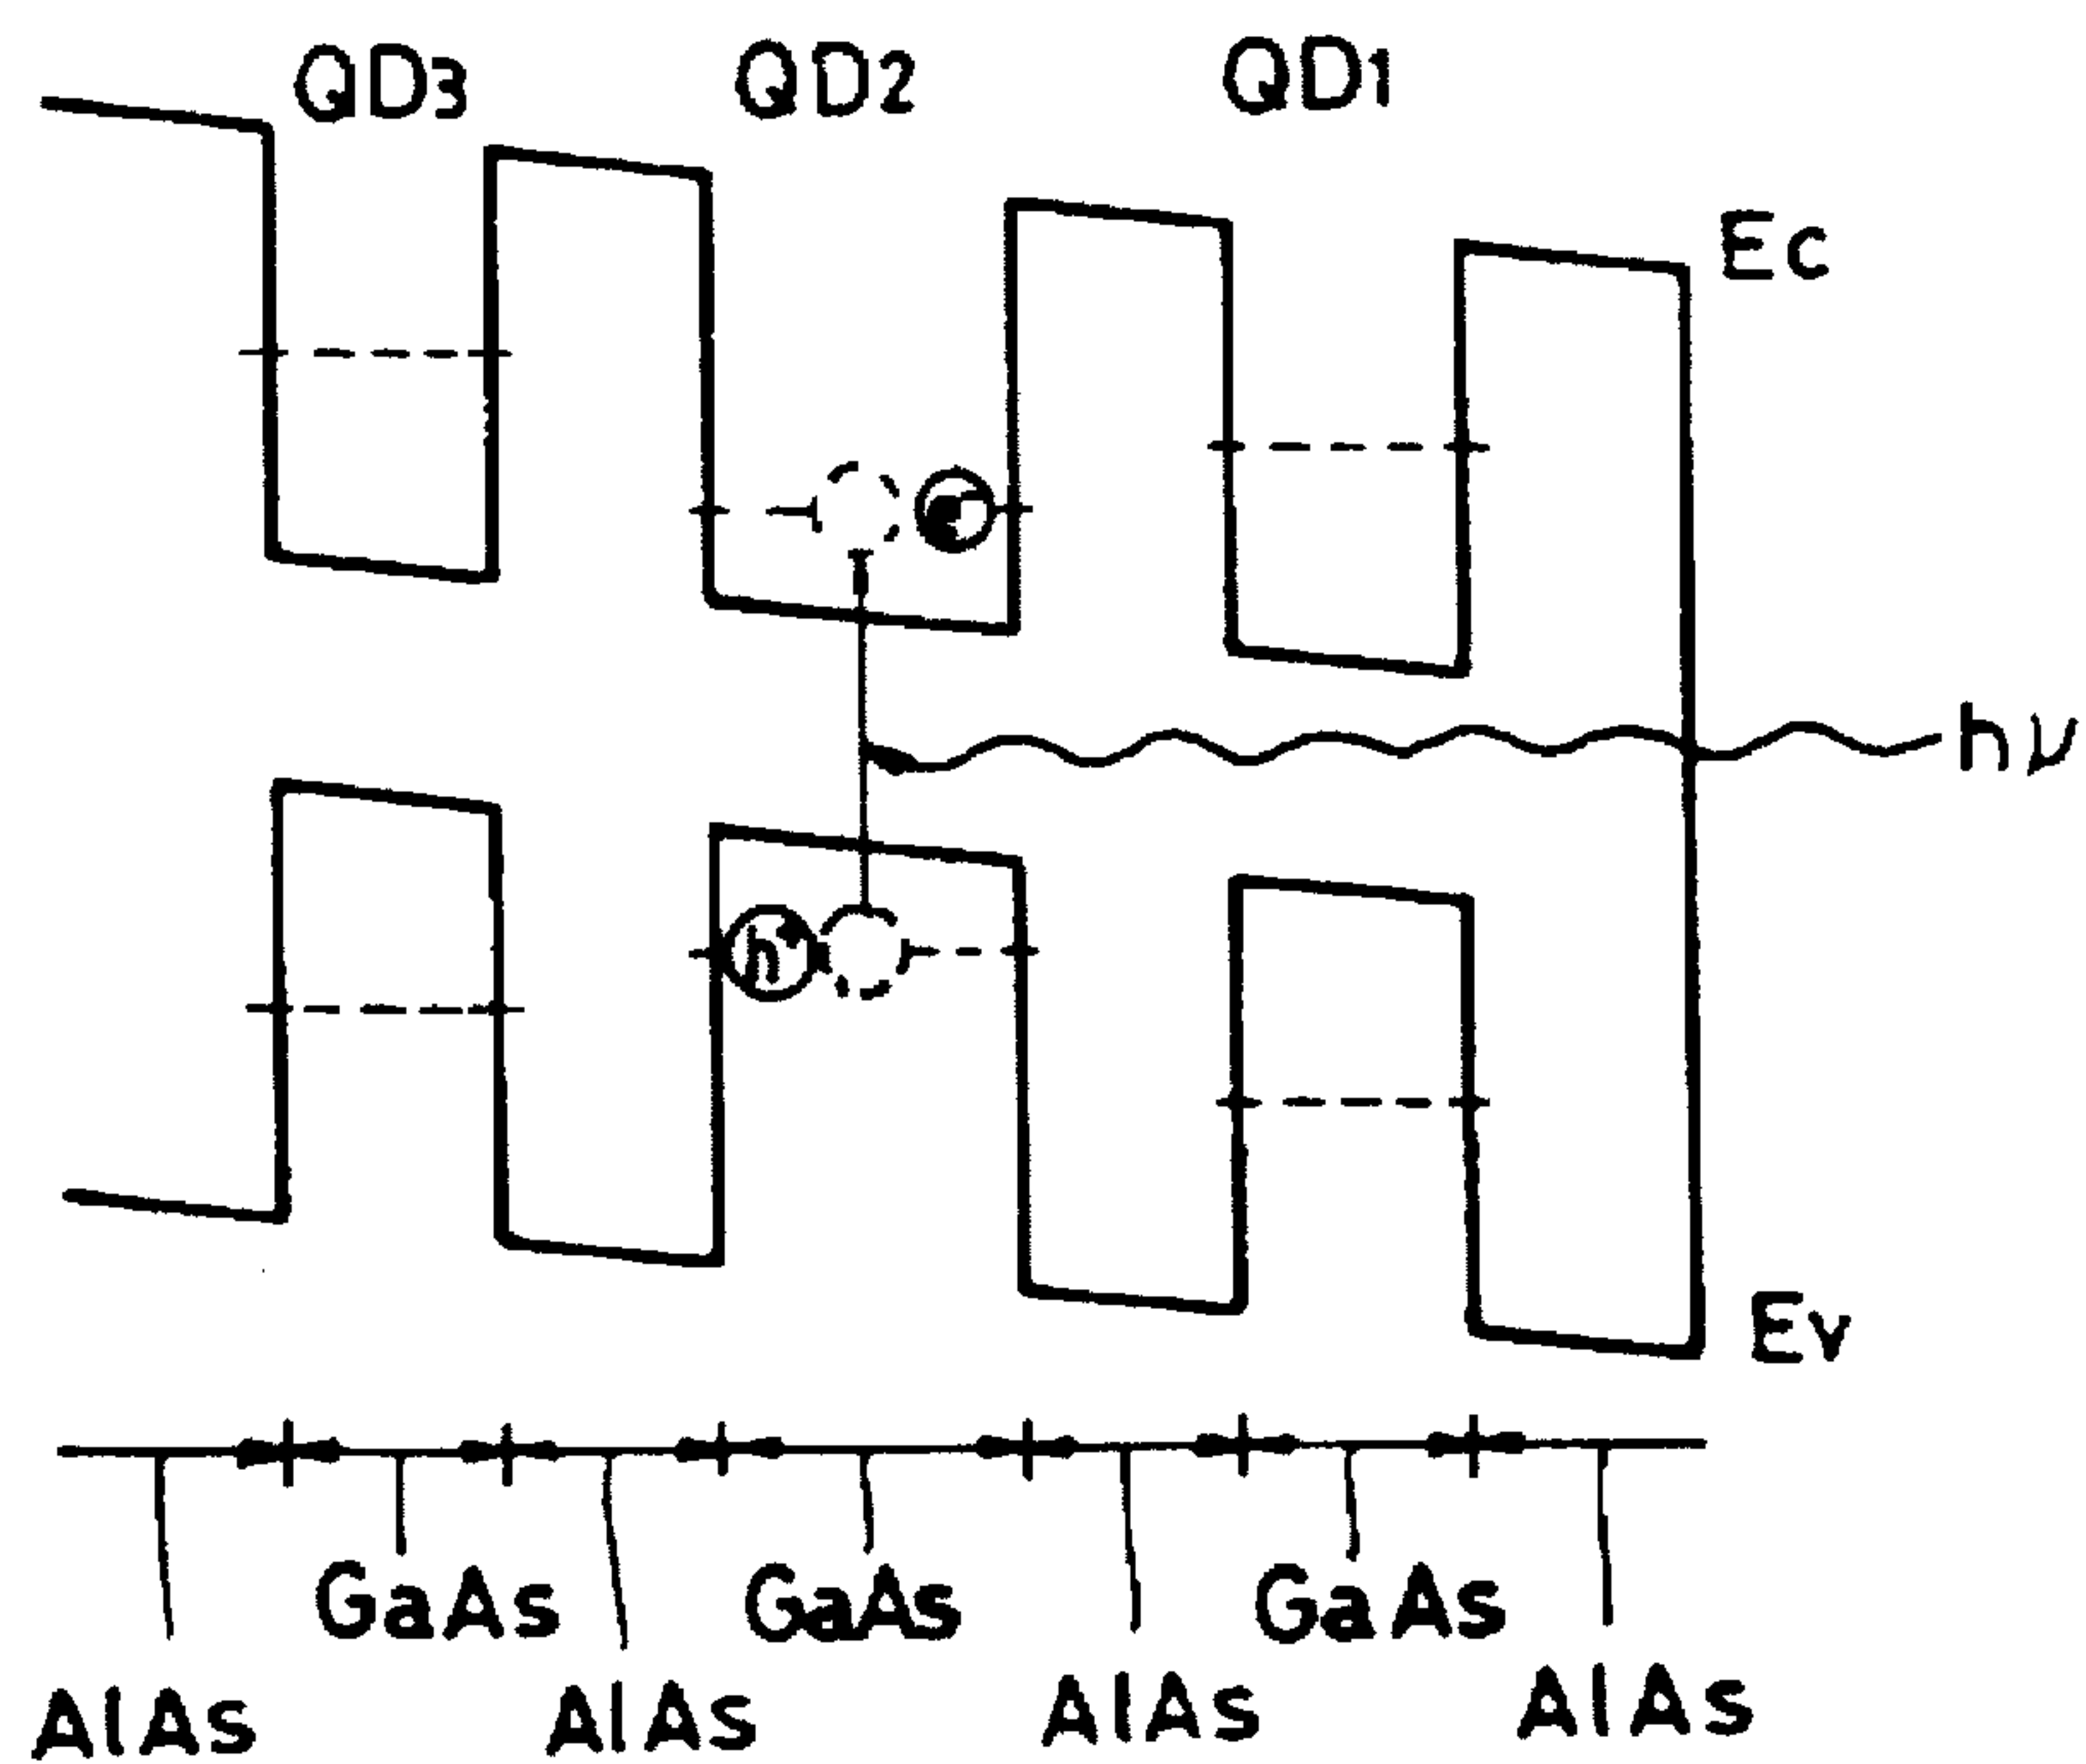 QD3 QD2 QD1
Ec
hν
h
Ev
GaAs GaAs GaAs
AlAs AlAs AlAs AlAs